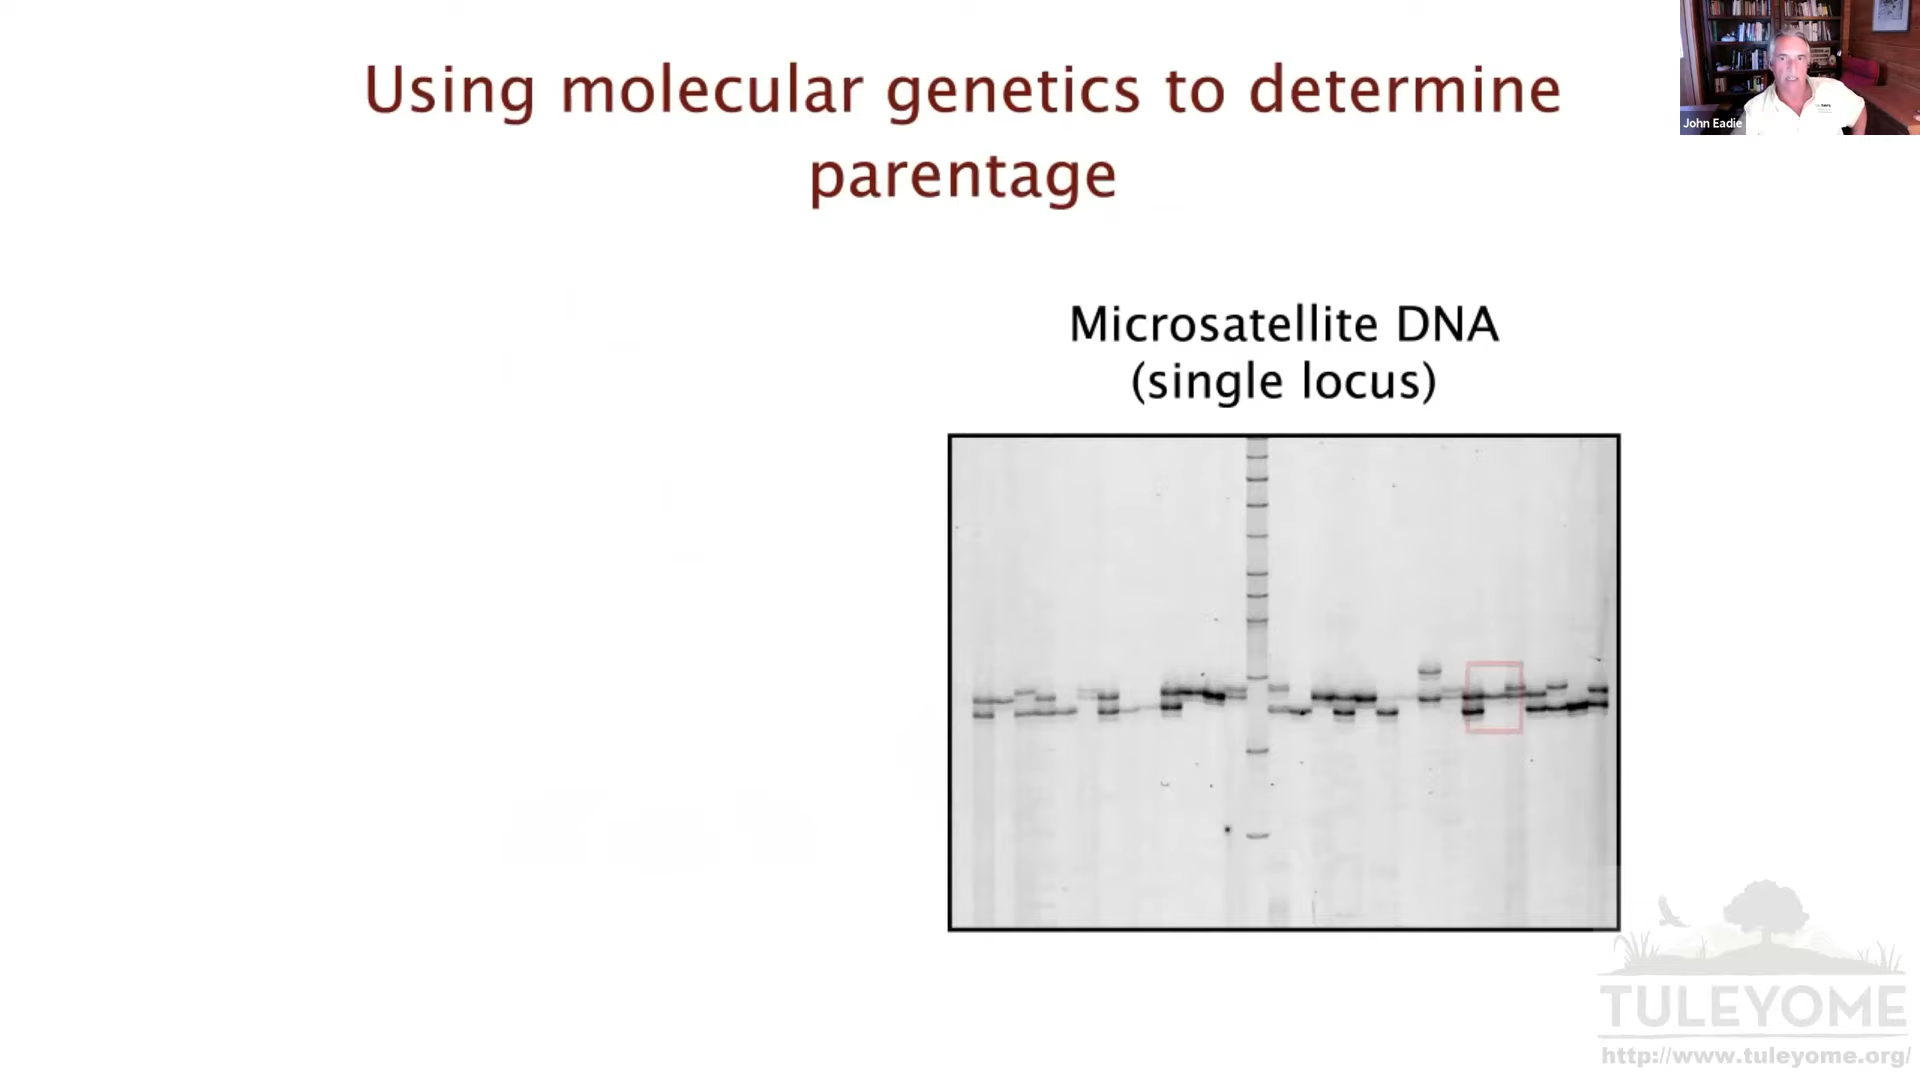 Using molecular genetics to determine
parentage
John Eadie
Microsatellite DNA
(single locus)
TULEYOME
http://www.tuleyome.org/